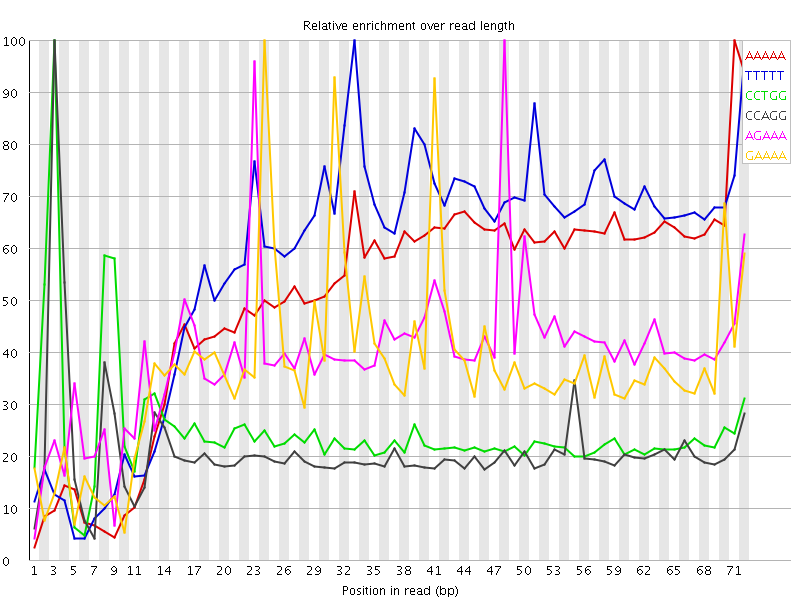 Relative enrichment over read length
100
90
80
70
60
50
40
30
20
10
0
AAAAA
TTTTT
CCTGG
CCAGG
AGAAA
GAAAA
1 3 5 7 9 11 14 17 20 23 26 29 32 35 38 41 44 47 50 53 56 59 62 65 68 71
Position in read (bp)